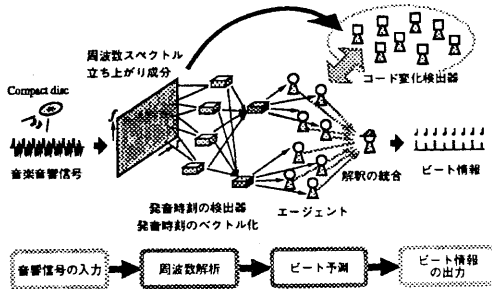 周波数スペクトル
立ち上がり成分
Compact disc
音楽音響信号
コード変化検出器
発音時刻の検出器
発音時刻のベクトル化
エージェント
解釈の統合
ビート情報
音響信号の入力
周波数解析
ビート予測
ビート情報
の出力